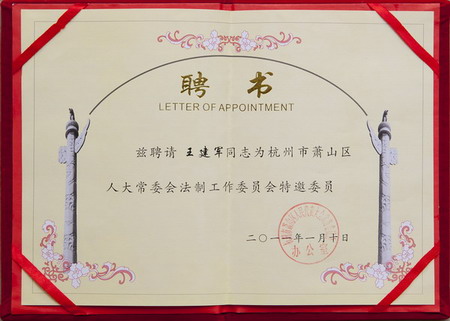 聘书
LETTER OF APPOINTMENT
兹聘请 王建军同志为杭州市萧山区
人大常委会法制工作委员会特邀委员
二〇一一年一月十日
办公室